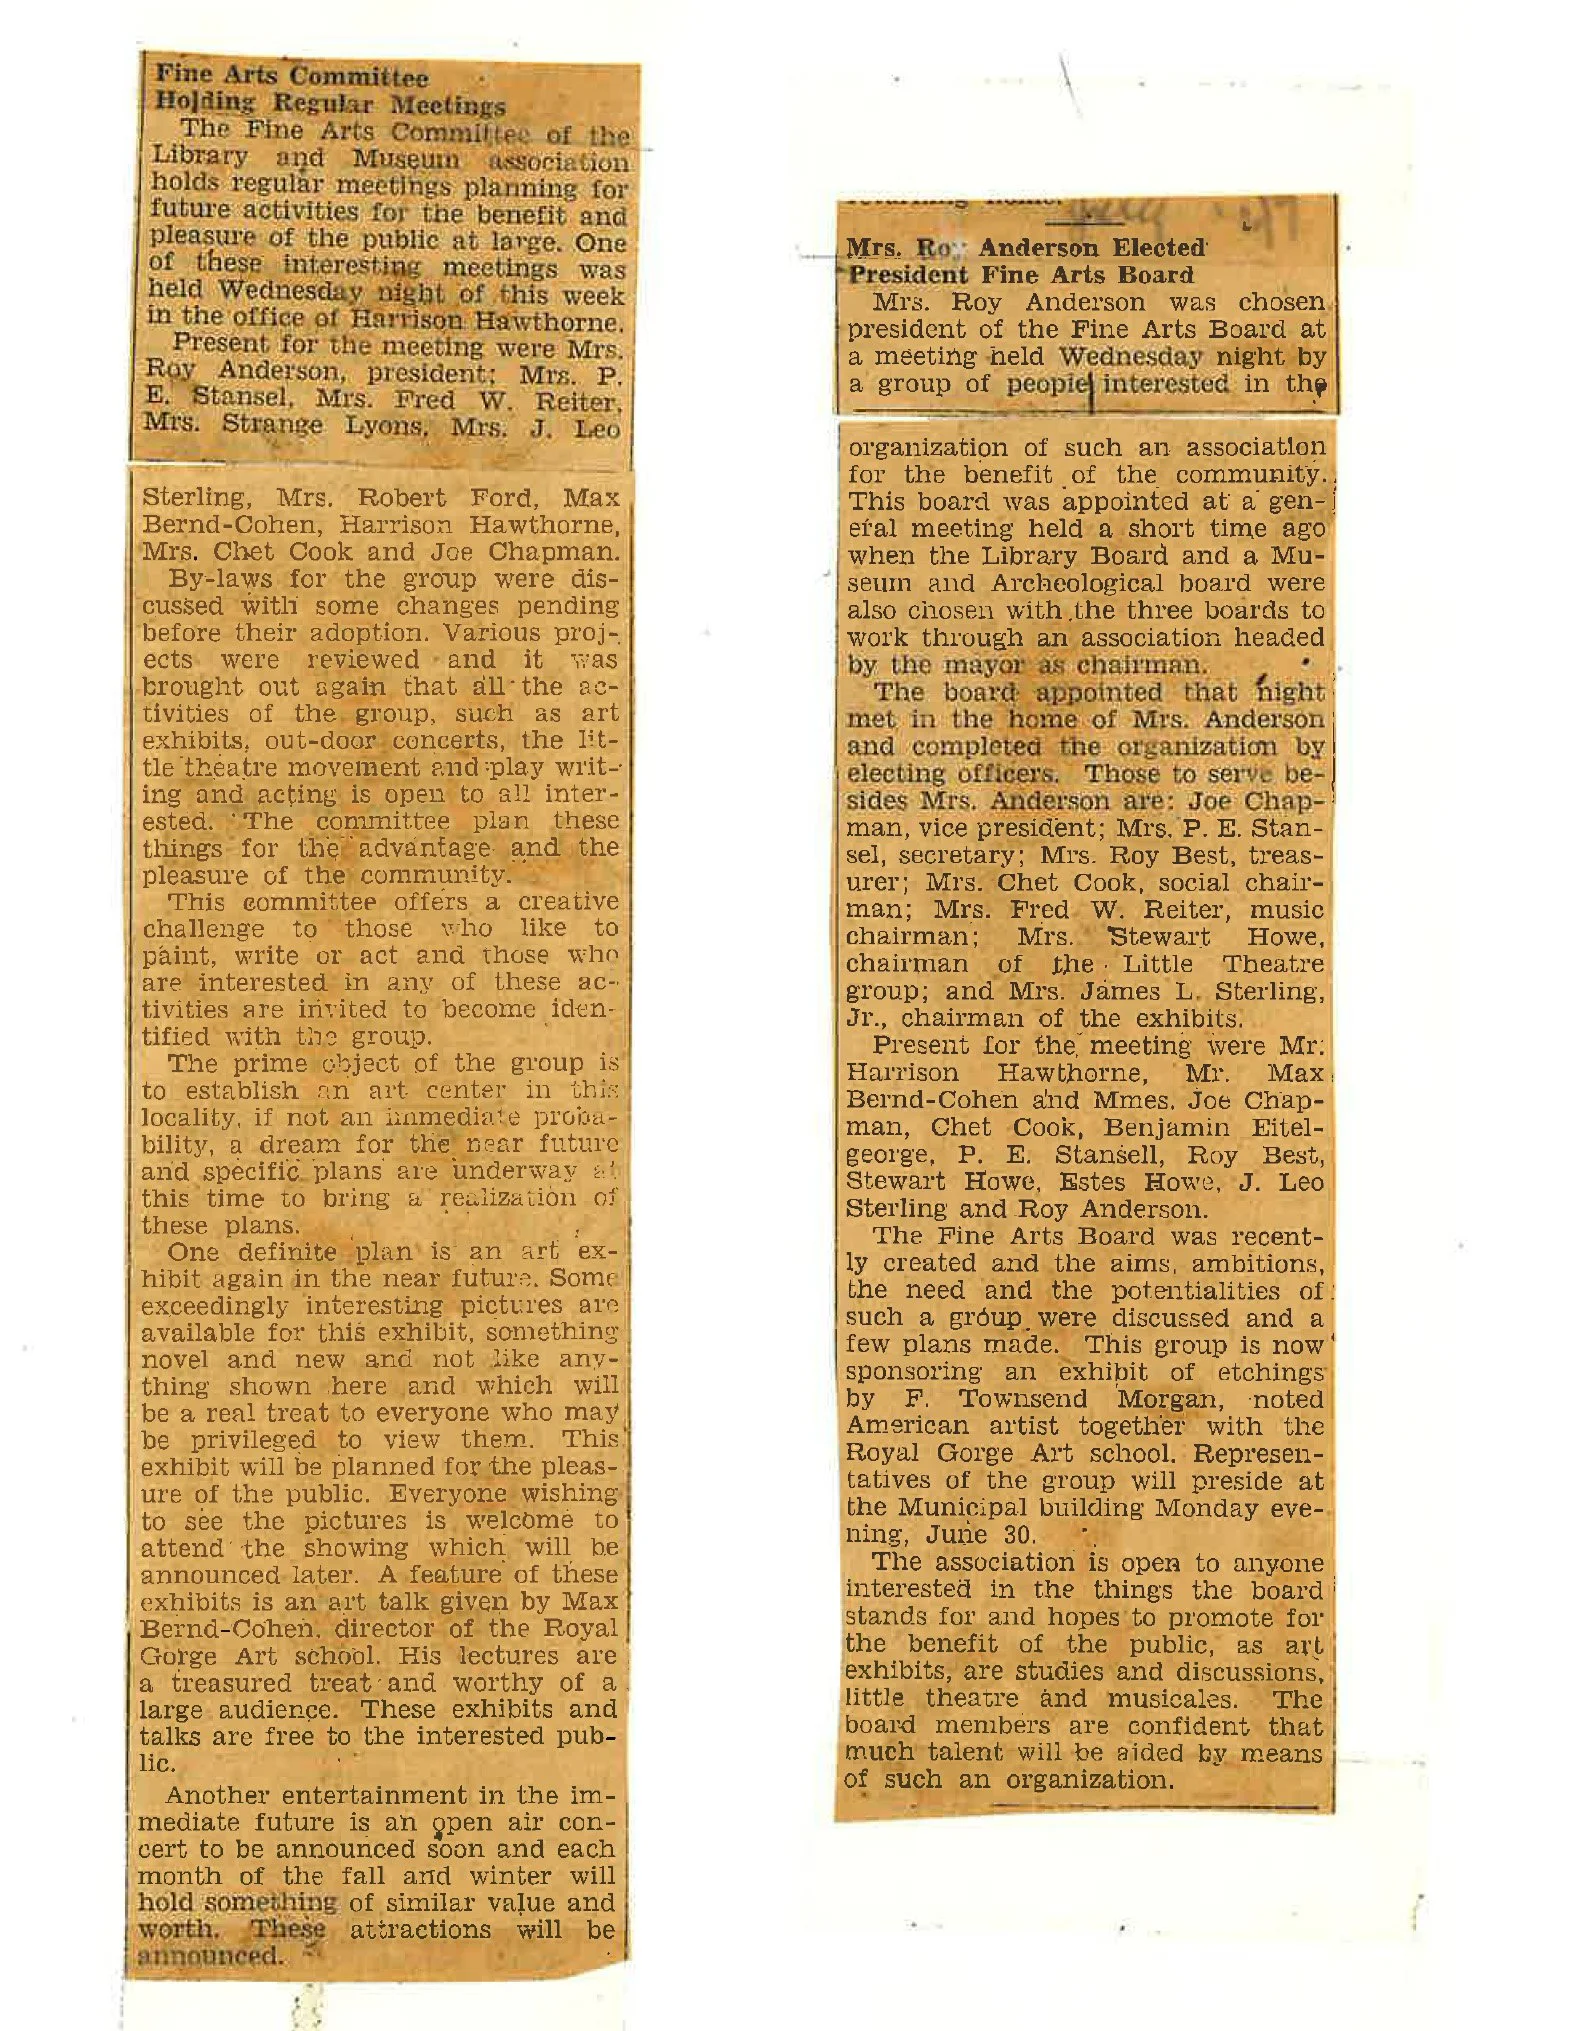 Fine Arts Committee
Holding Regular Meetings
The Fine Arts Committee of the
Library and Museum association
holds regular meetings planning for
future activities for the benefit and
pleasure of the public at large. One
of these interesting meetings was
held Wednesday night of this week
in the office of Harrison Hawthorne.
Present for the meeting were Mrs.
Roy Anderson, president; Mrs. P.
E. Stansel, Mrs. Fred W. Reiter,
Mrs. Strange Lyons, Mrs. J. Leo
Sterling, Mrs. Robert Ford, Max
Bernd-Cohen, Harrison Hawthorne,
Mrs. Chet Cook and Joe Chapman.
By-laws for the group were dis-
cussed with some changes pending
before their adoption. Various proj-
ects were reviewed and it was
brought out again that all the ac-
tivities of the group, such as art
exhibits, out-door concerts, the lit-
tle theatre movement and play writ-
ing and acting is open to all inter-
ested. The committee plan these
things for the advantage and the
pleasure of the community.
This committee offers a creative
challenge to those who like to
paint, write or act and those who
are interested in any of these ac-
tivities are invited to become iden-
tified with the group.
The prime object of the group is
to establish an art center in this
locality, if not an immediate proba-
bility, a dream for the near future
and specific plans are underway at
this time to bring a realization of
these plans.
One definite plan is an art ex-
hibit again in the near future. Some
exceedingly interesting pictures are
available for this exhibit, something
novel and new and not like any-
thing shown here and which will
be a real treat to everyone who may
be privileged to view them. This
exhibit will be planned for the pleas-
ure of the public. Everyone wishing
to see the pictures is welcome to
attend the showing which will be
announced later. A feature of these
exhibits is an art talk given by Max
Bernd-Cohen, director of the Royal
Gorge Art school. His lectures are
a treasured treat and worthy of a
large audience. These exhibits and
talks are free to the interested pub-
lic.
Another entertainment in the im-
mediate future is an open air con-
cert to be announced soon and each
month of the fall and winter will
hold something of similar value and
worth. These attractions will be
announced.
returning home.
Mrs. Roy Anderson Elected
President Fine Arts Board
Mrs. Roy Anderson was chosen
president of the Fine Arts Board at
a meeting held Wednesday night by
a group of people interested in the
organization of such an association
for the benefit of the community.
This board was appointed at a gen-
eral meeting held a short time ago
when the Library Board and a Mu-
seum and Archeological board were
also chosen with the three boards to
work through an association headed
by the mayor as chairman.
The board appointed that night
met in the home of Mrs. Anderson
and completed the organization by
electing officers. Those to serve be-
sides Mrs. Anderson are: Joe Chap-
man, vice president; Mrs. P. E. Stan-
sel, secretary; Mrs. Roy Best, treas-
urer; Mrs. Chet Cook, social chair-
man; Mrs. Fred W. Reiter, music
chairman; Mrs. Stewart Howe,
chairman of the Little Theatre
group; and Mrs. James L. Sterling,
Jr., chairman of the exhibits.
Present for the meeting were Mr.
Harrison Hawthorne, Mr. Max
Bernd-Cohen and Mmes. Joe Chap-
man, Chet Cook, Benjamin Eitel-
george, P. E. Stansell, Roy Best,
Stewart Howe, Estes Howe, J. Leo
Sterling and Roy Anderson.
The Fine Arts Board was recent-
ly created and the aims, ambitions,
the need and the potentialities of
such a group were discussed and a
few plans made. This group is now
sponsoring an exhibit of etchings
by F. Townsend Morgan, noted
American artist together with the
Royal Gorge Art school. Represen-
tatives of the group will preside at
the Municipal building Monday eve-
ning, June 30.
The association is open to anyone
interested in the things the board
stands for and hopes to promote for
the benefit of the public, as art
exhibits, are studies and discussions,
little theatre and musicales. The
board members are confident that
much talent will be aided by means
of such an organization.